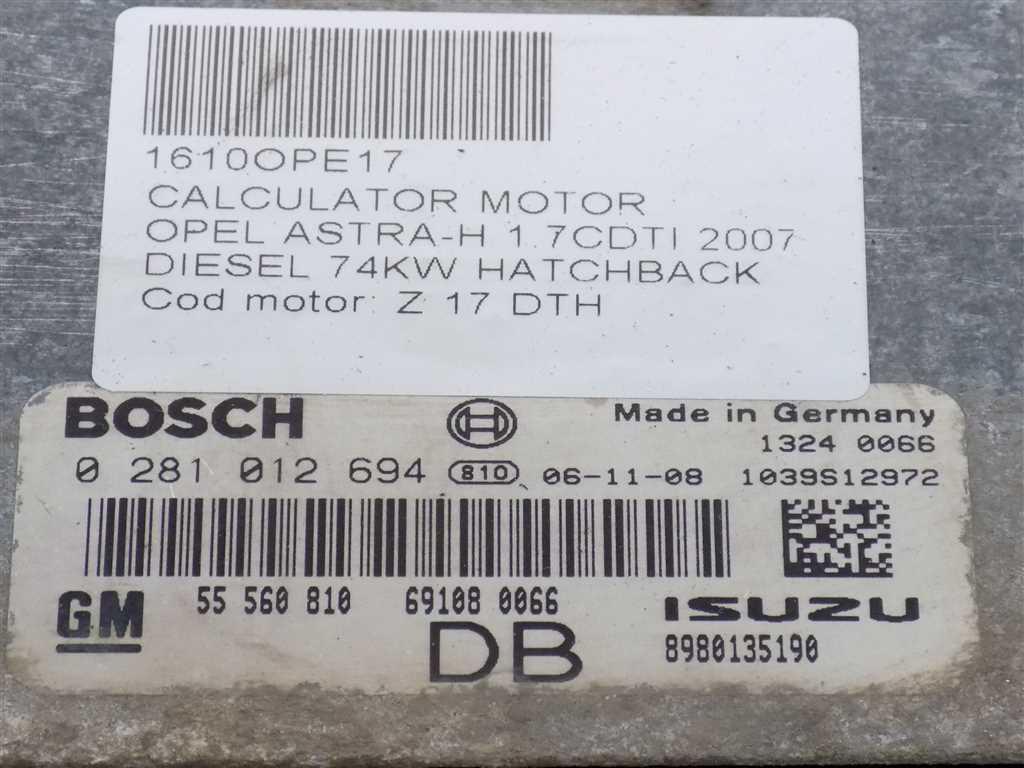 1610OPE17
CALCULATOR MOTOR
OPEL ASTRA-H 1.7CDTI 2007
DIESEL 74KW HATCHBACK
Cod motor: Z 17 DTH
BOSCH
Made in Germany
1324 0066
0 281 012 694 810 06-11-08 1039S12972
GM 55 560 810 69108 0066 ISUZU
DB 8980135190